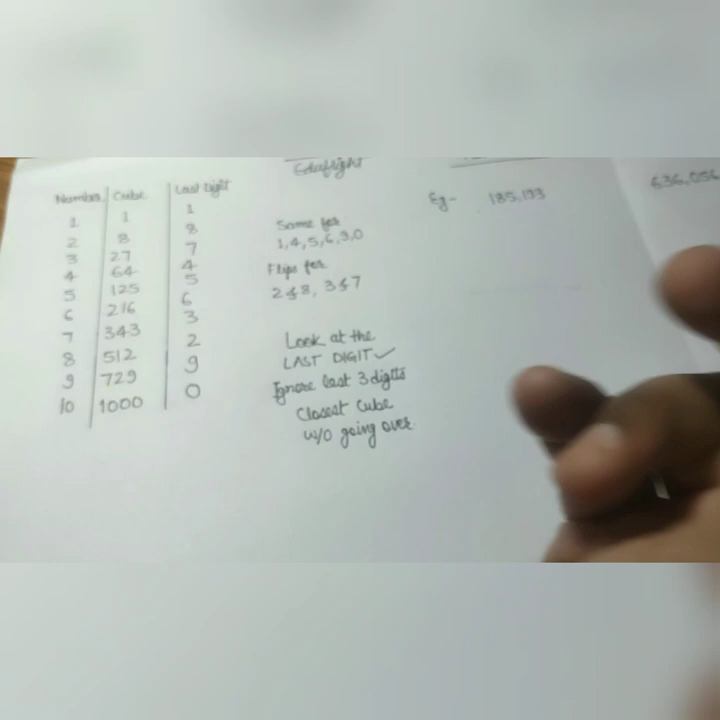 Number Cube Last Digit
1 1 1
2 8 8
3 27 7
4 64 4
5 125 5
6 216 6
7 343 3
8 512 2
9 729 9
10 1000 0
Same for
1,4,5,6,9,0
Flips for
2&8, 3&7
Look at the
LAST DIGIT ✓
Ignore last 3 digits
Closest Cube
w/o going over
Eg- 185,193
636,056